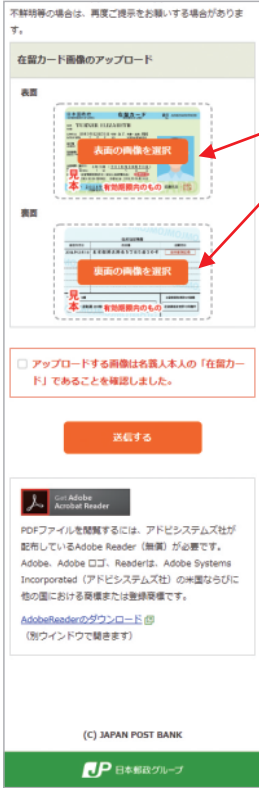 不鮮明等の場合は、再度ご提示をお願いする場合がありま
す。
在留カード画像のアップロード
表面
在留カード
TURNER ELIZABETH
表面の画像を選択
見本
有効期限内のもの
裏面
裏面の画像を選択
見本
有効期限内のもの
アップロードする画像は名義人本人の「在留カー
ド」であることを確認しました。
送信する
Get Adobe
Acrobat Reader
PDFファイルを閲覧するには、アドビシステムズ社が
配布しているAdobe Reader（無償）が必要です。
Adobe、Adobe ロゴ、Readerは、Adobe Systems
Incorporated（アドビシステムズ社）の米国ならびに
他の国における商標または登録商標です。
AdobeReaderのダウンロード
（別ウインドウで開きます）
(C) JAPAN POST BANK
JP 日本郵政グループ